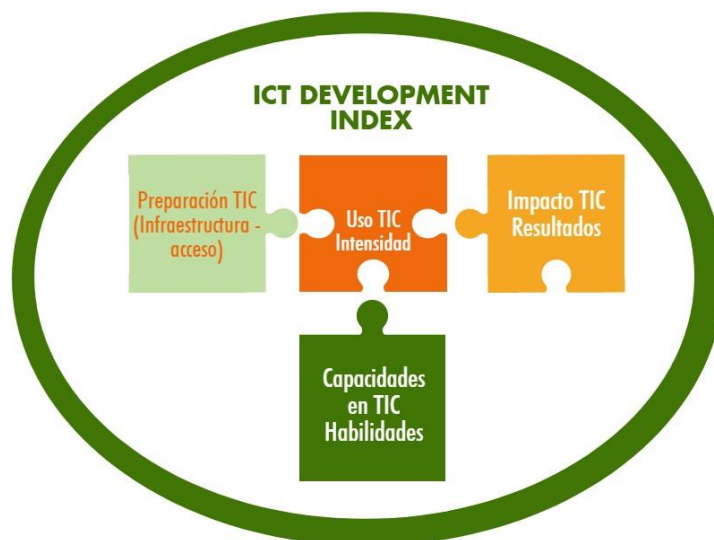 ICT DEVELOPMENT
INDEX
Preparación TIC
(Infraestructura -
acceso)
Uso TIC
Intensidad
Impacto TIC
Resultados
Capacidades
en TIC
Habilidades